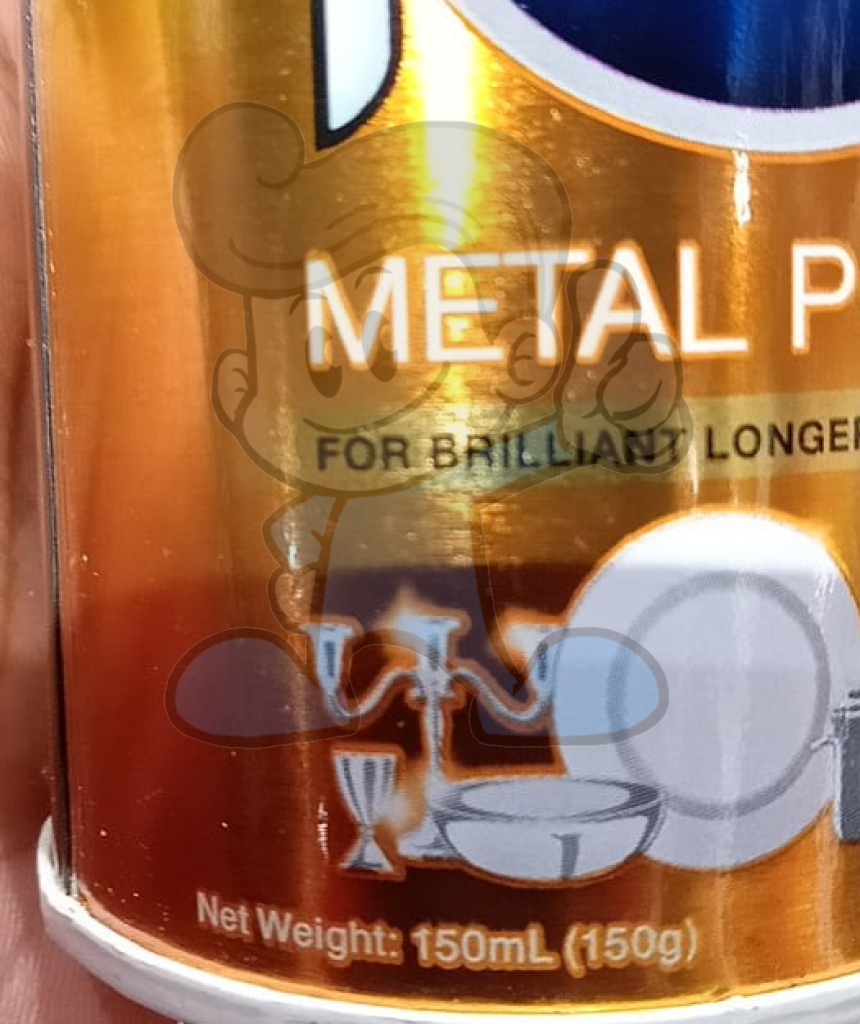 METAL P
FOR BRILLIANT LONGER
Net Weight: 150mL (150g)